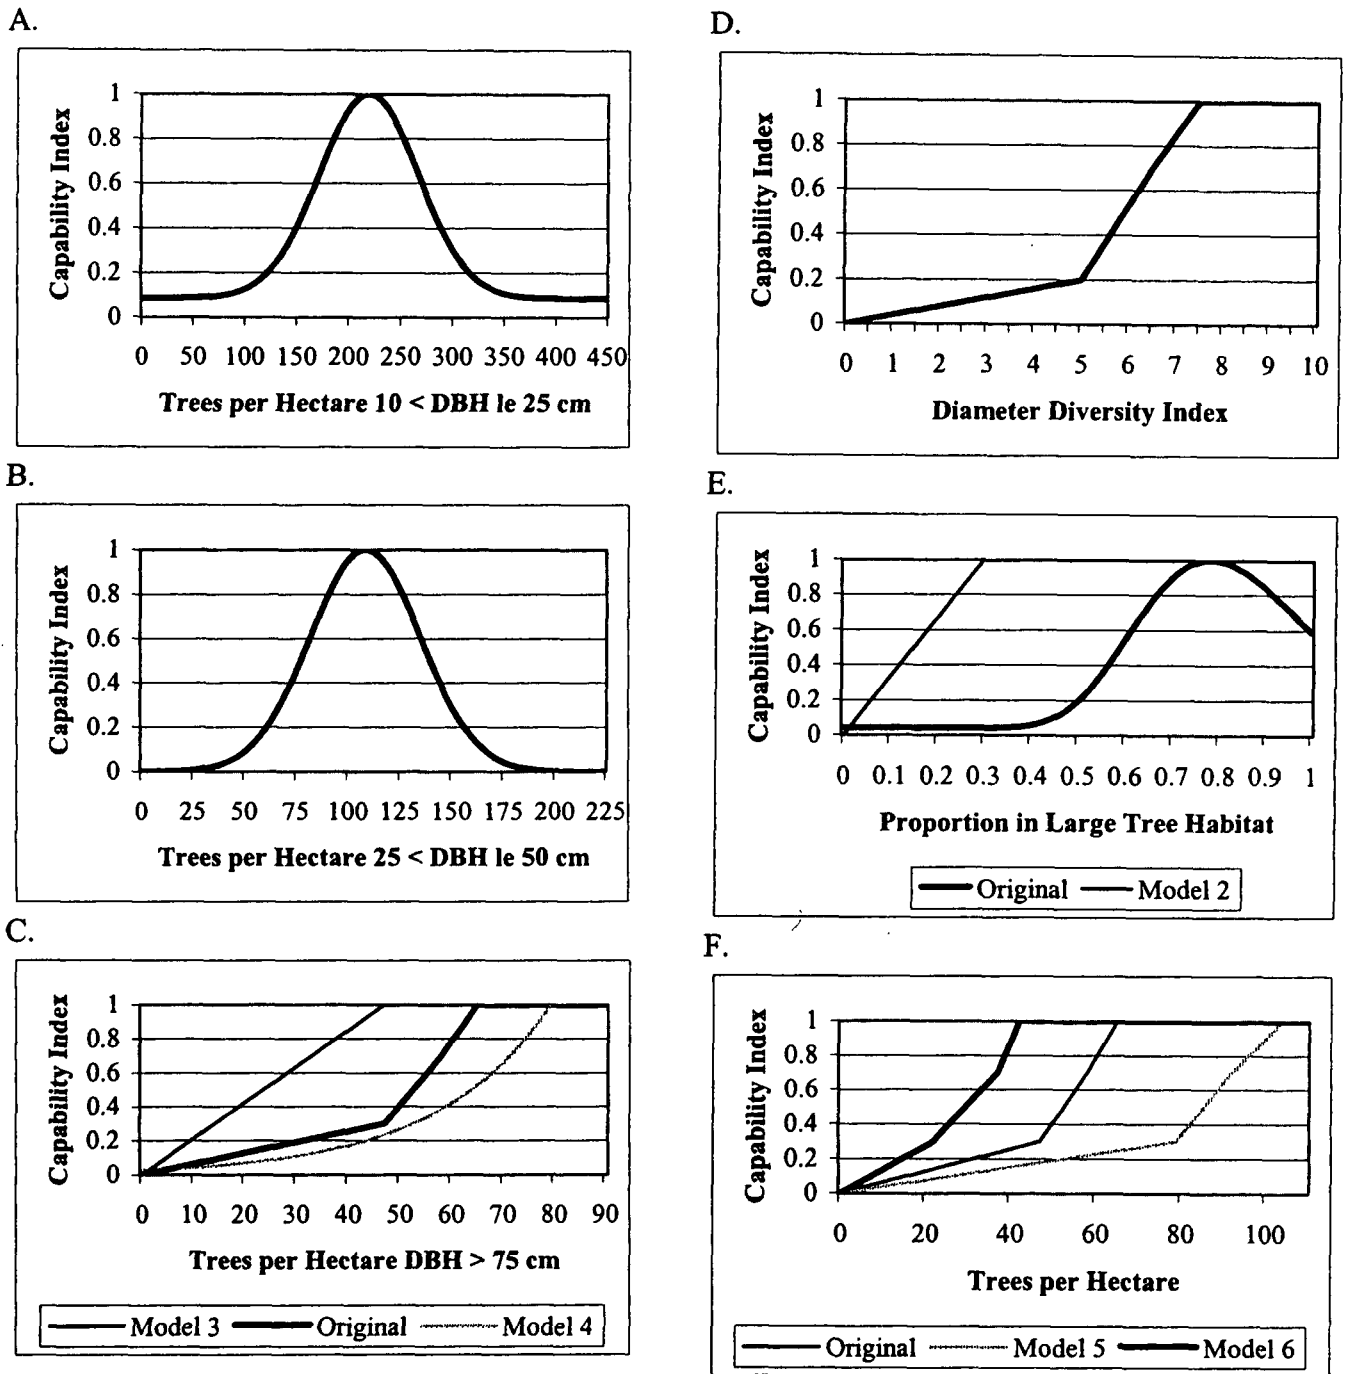 A.
Capability Index
1
0.8
0.6
0.4
0.2
0
0 50 100 150 200 250 300 350 400 450
Trees per Hectare 10 < DBH le 25 cm
B.
Capability Index
1
0.8
0.6
0.4
0.2
0
0 25 50 75 100 125 150 175 200 225
Trees per Hectare 25 < DBH le 50 cm
C.
Capability Index
1
0.8
0.6
0.4
0.2
0
0 10 20 30 40 50 60 70 80 90
Trees per Hectare DBH > 75 cm
Model 3 Original Model 4
D.
Capability Index
1
0.8
0.6
0.4
0.2
0
0 1 2 3 4 5 6 7 8 9 10
Diameter Diversity Index
E.
Capability Index
1
0.8
0.6
0.4
0.2
0
0 0.1 0.2 0.3 0.4 0.5 0.6 0.7 0.8 0.9 1
Proportion in Large Tree Habitat
Original Model 2
F.
Capability Index
1
0.8
0.6
0.4
0.2
0
0 20 40 60 80 100
Trees per Hectare
Original Model 5 Model 6